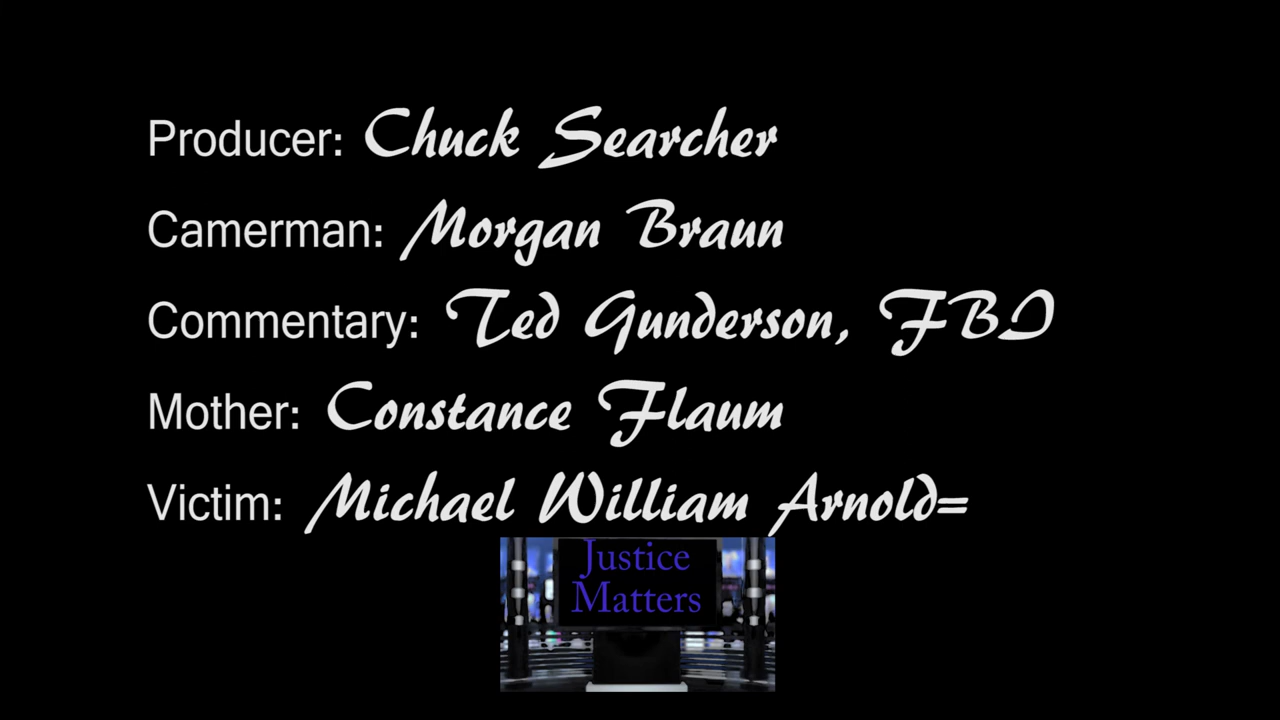 Producer: Chuck Searcher
Camerman: Morgan Braun
Commentary: Ted Gunderson, FBI
Mother: Constance Flaum
Victim: Michael William Arnold=
Justice
Matters